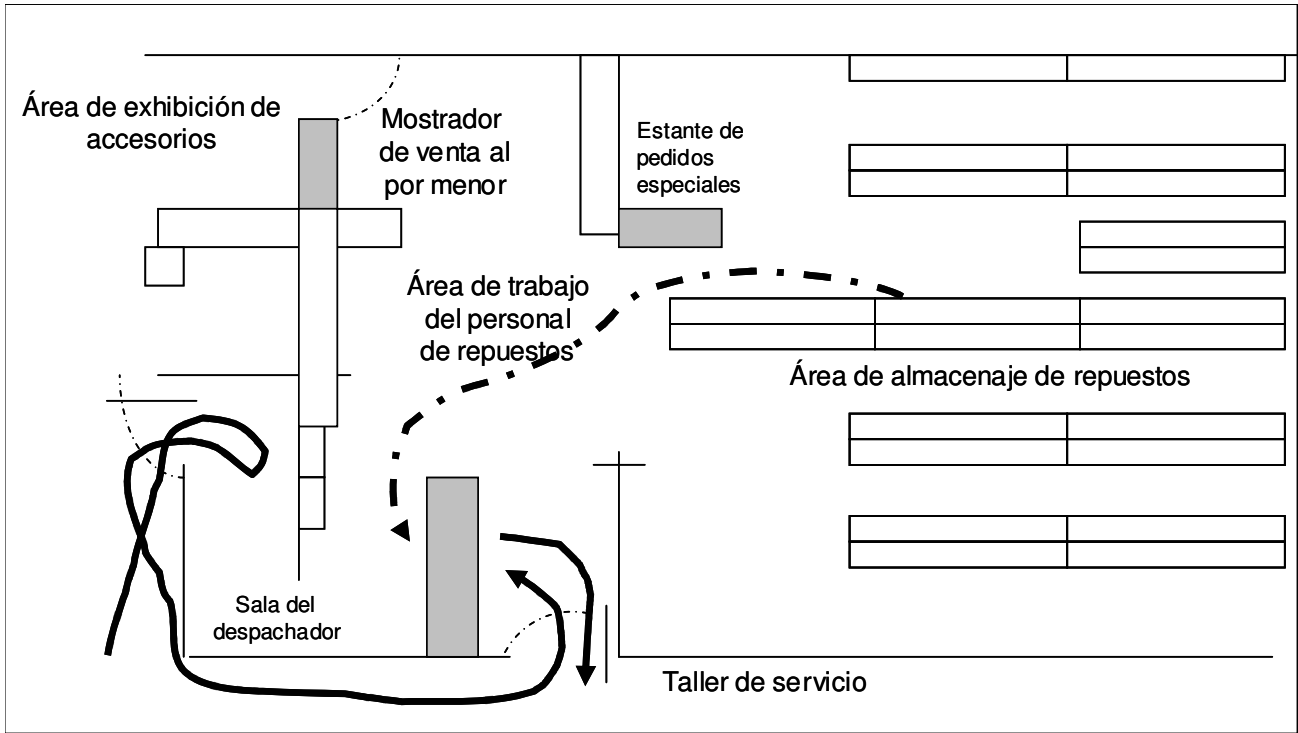 Área de exhibición de
accesorios
Mostrador
de venta al
por menor
Estante de
pedidos
especiales
Área de trabajo
del personal
de repuestos
Área de almacenaje de repuestos
Sala del
despachador
Taller de servicio